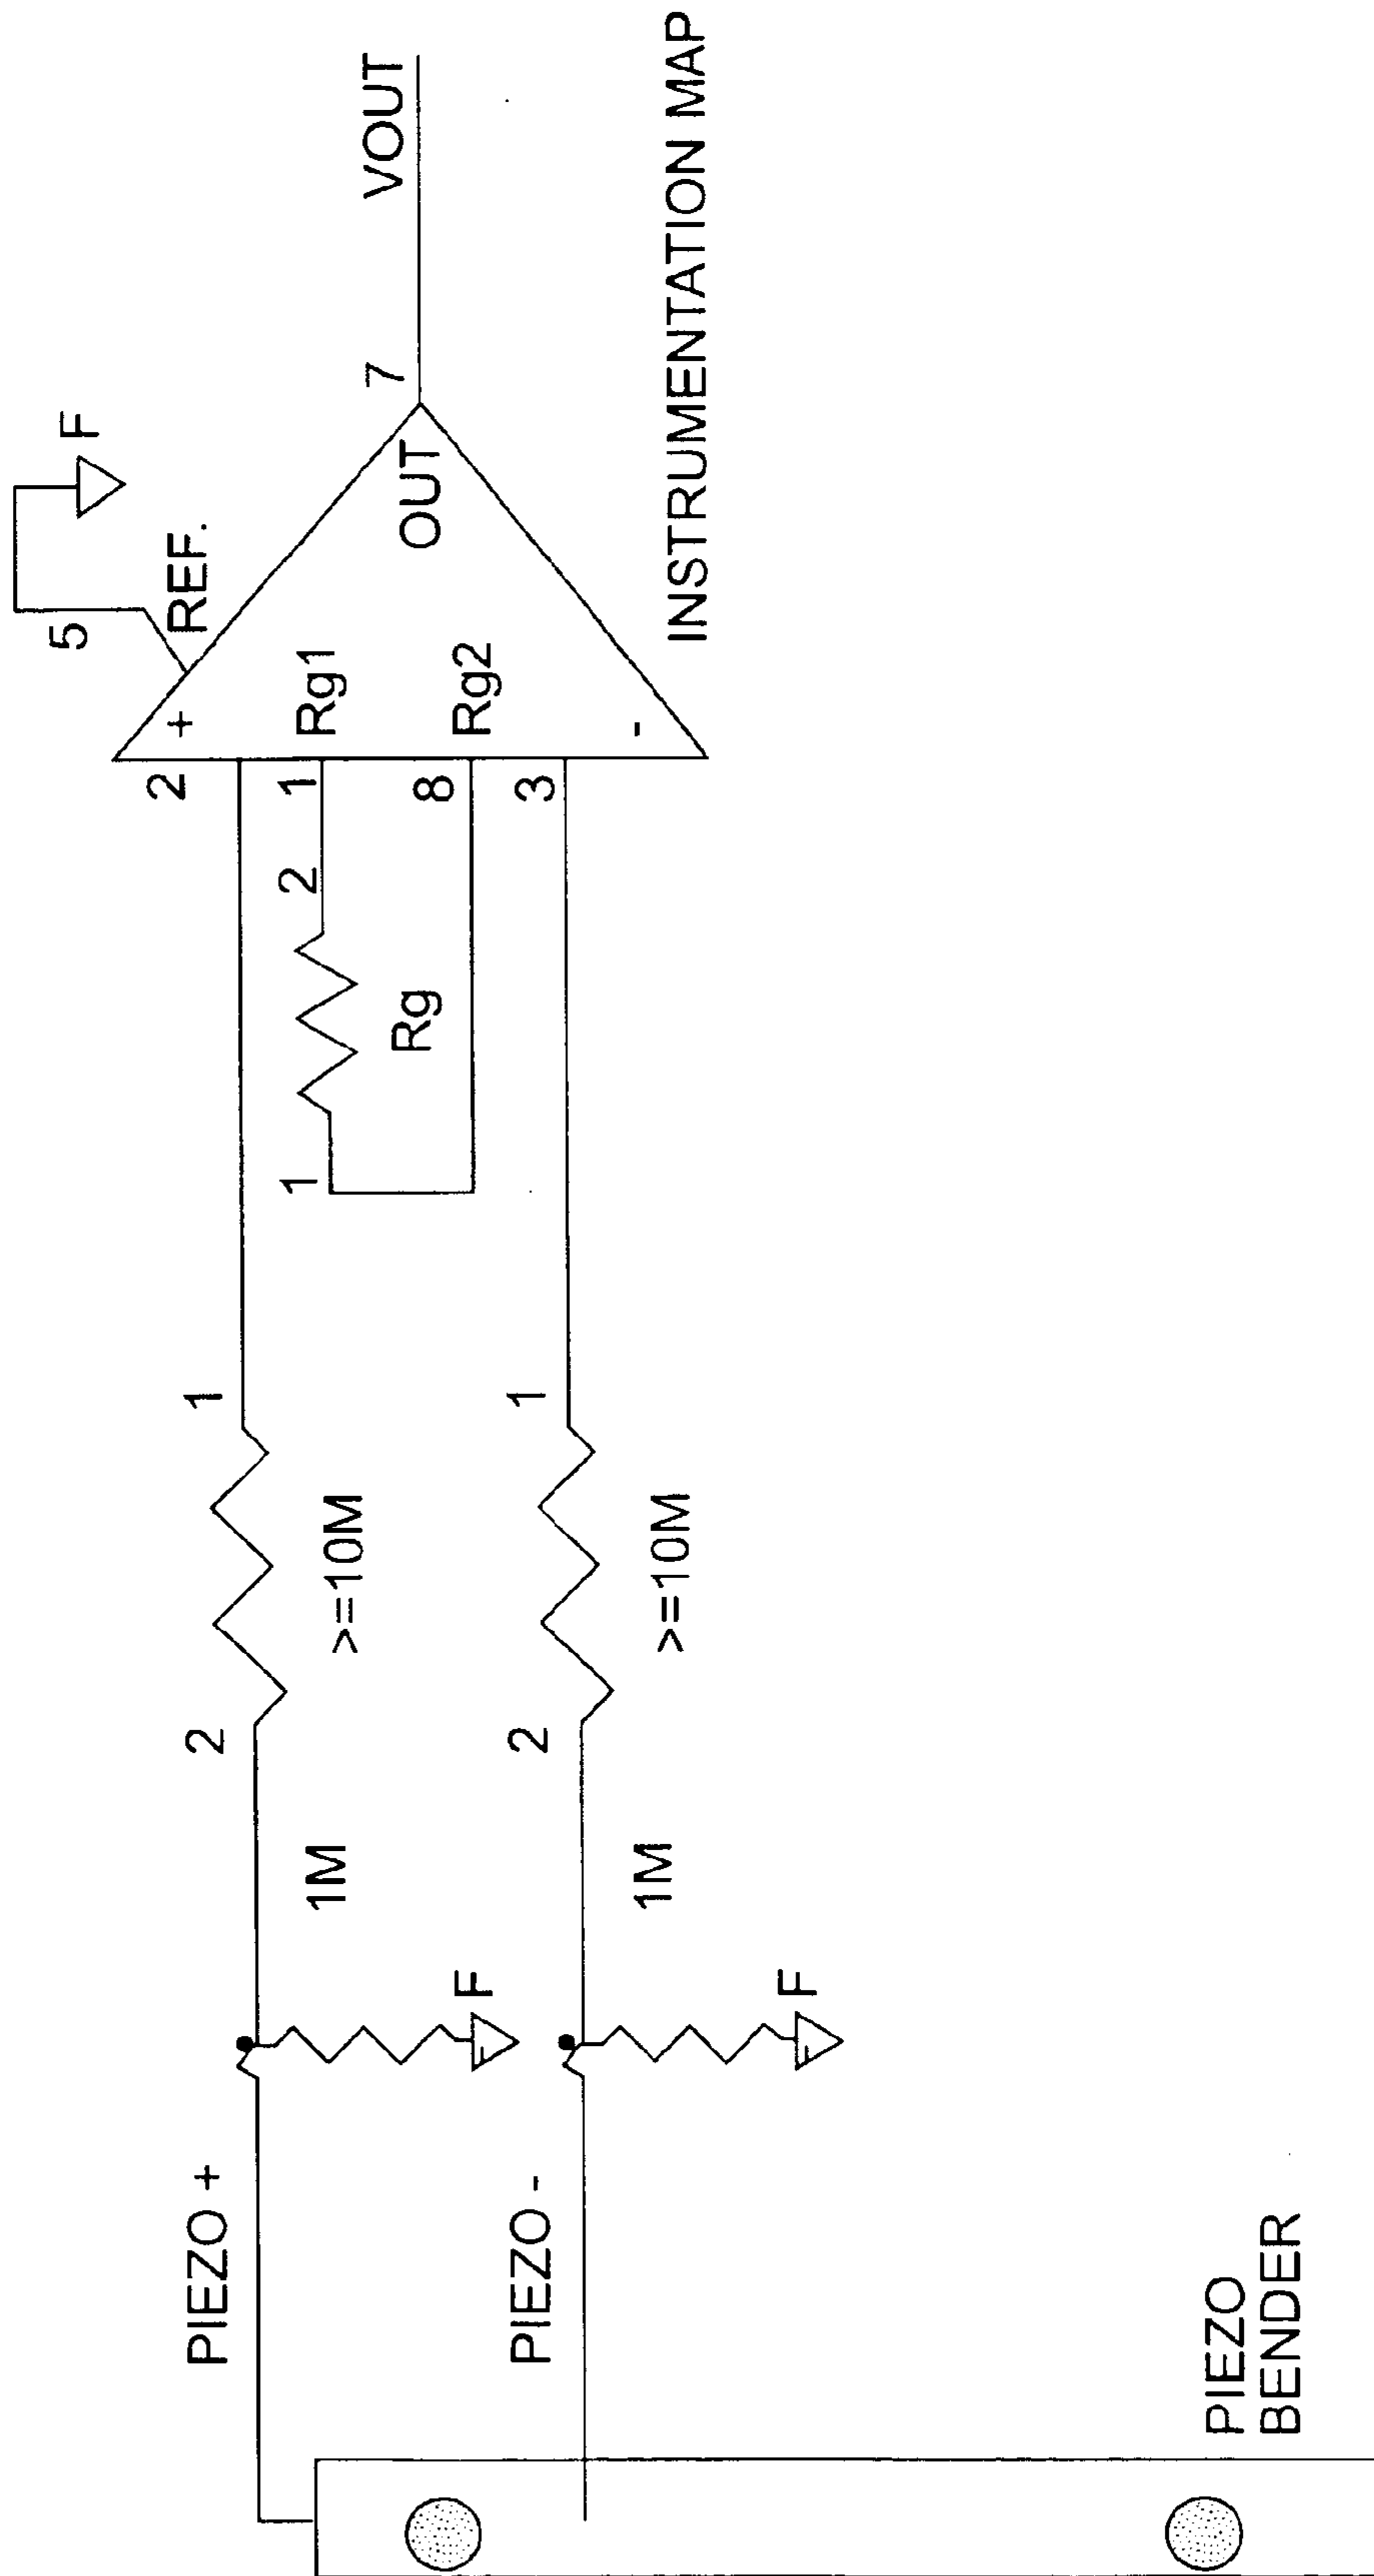 5
F
REF.
2
+
1
Rg1
2
Rg
1
8
Rg2
3
-
OUT
7
VOUT
INSTRUMENTATION MAP
PIEZO +
1M
2
>=10M
1
F
PIEZO -
1M
2
>=10M
1
F
PIEZO
BENDER